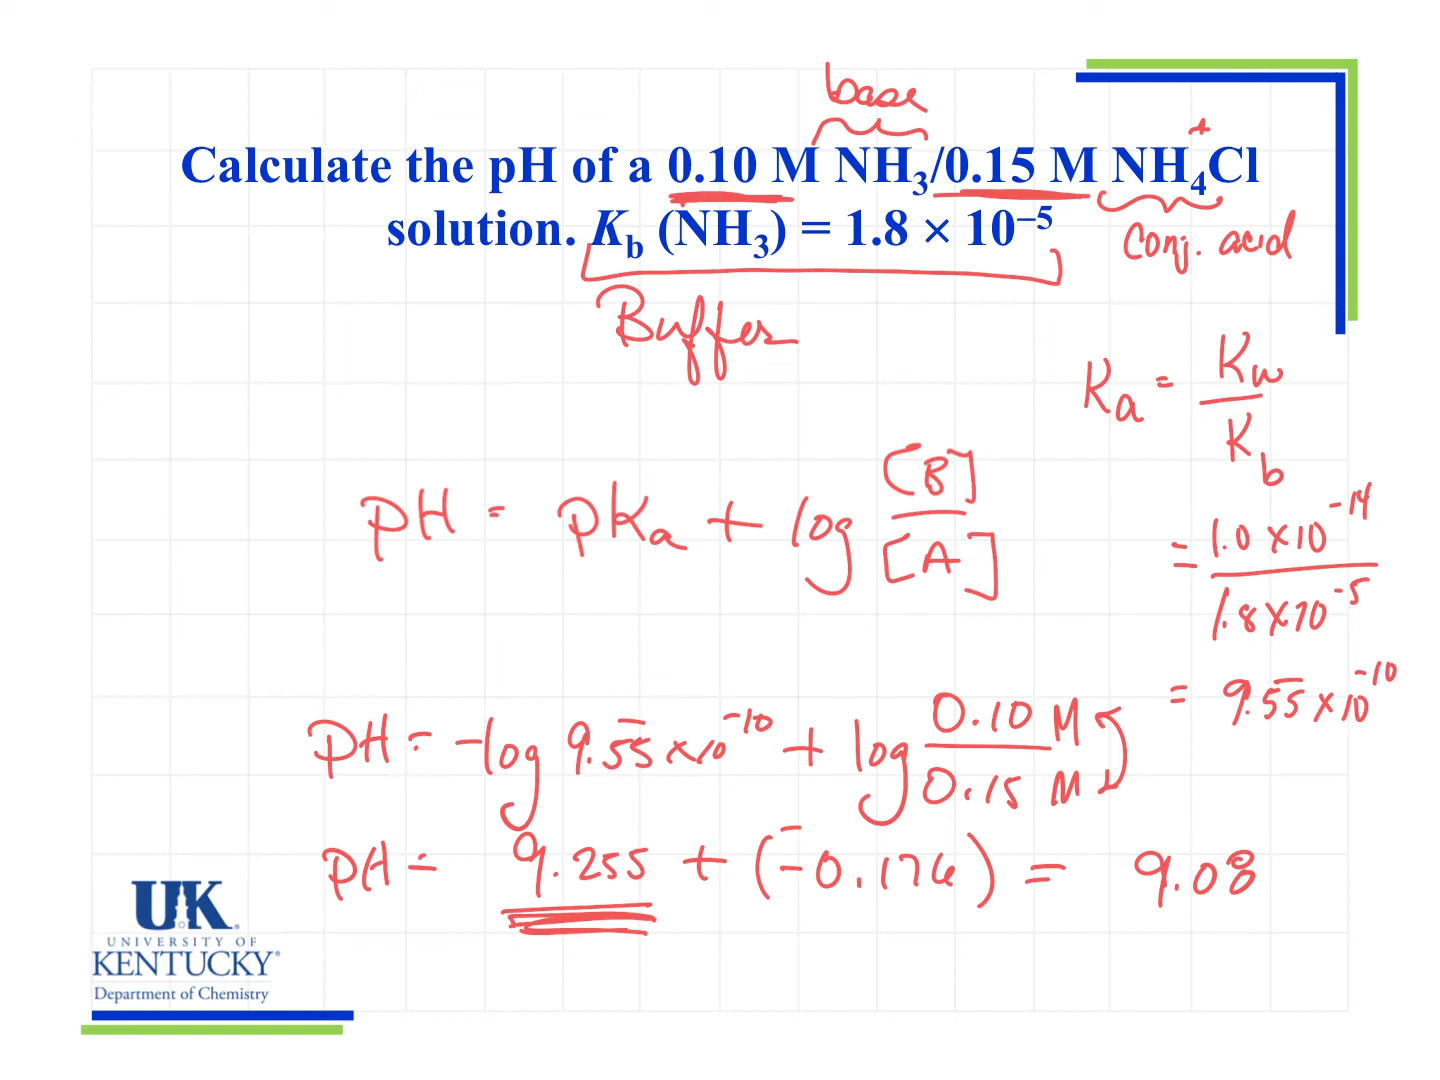 base
+
Calculate the pH of a 0.10 M NH₃/0.15 M NH₄Cl
solution. K_b (NH₃) = 1.8 × 10⁻⁵
conj. acid
Buffer
Ka = Kw / Kb
pH = pKa + log [B] / [A]
= 1.0 × 10⁻¹⁴ / 1.8 × 10⁻⁵
= 9.55 × 10⁻¹⁰
pH = -log 9.55 × 10⁻¹⁰ + log 0.10 M / 0.15 M
pH = 9.255 + (-0.176) = 9.08
UK
UNIVERSITY OF
KENTUCKY
Department of Chemistry